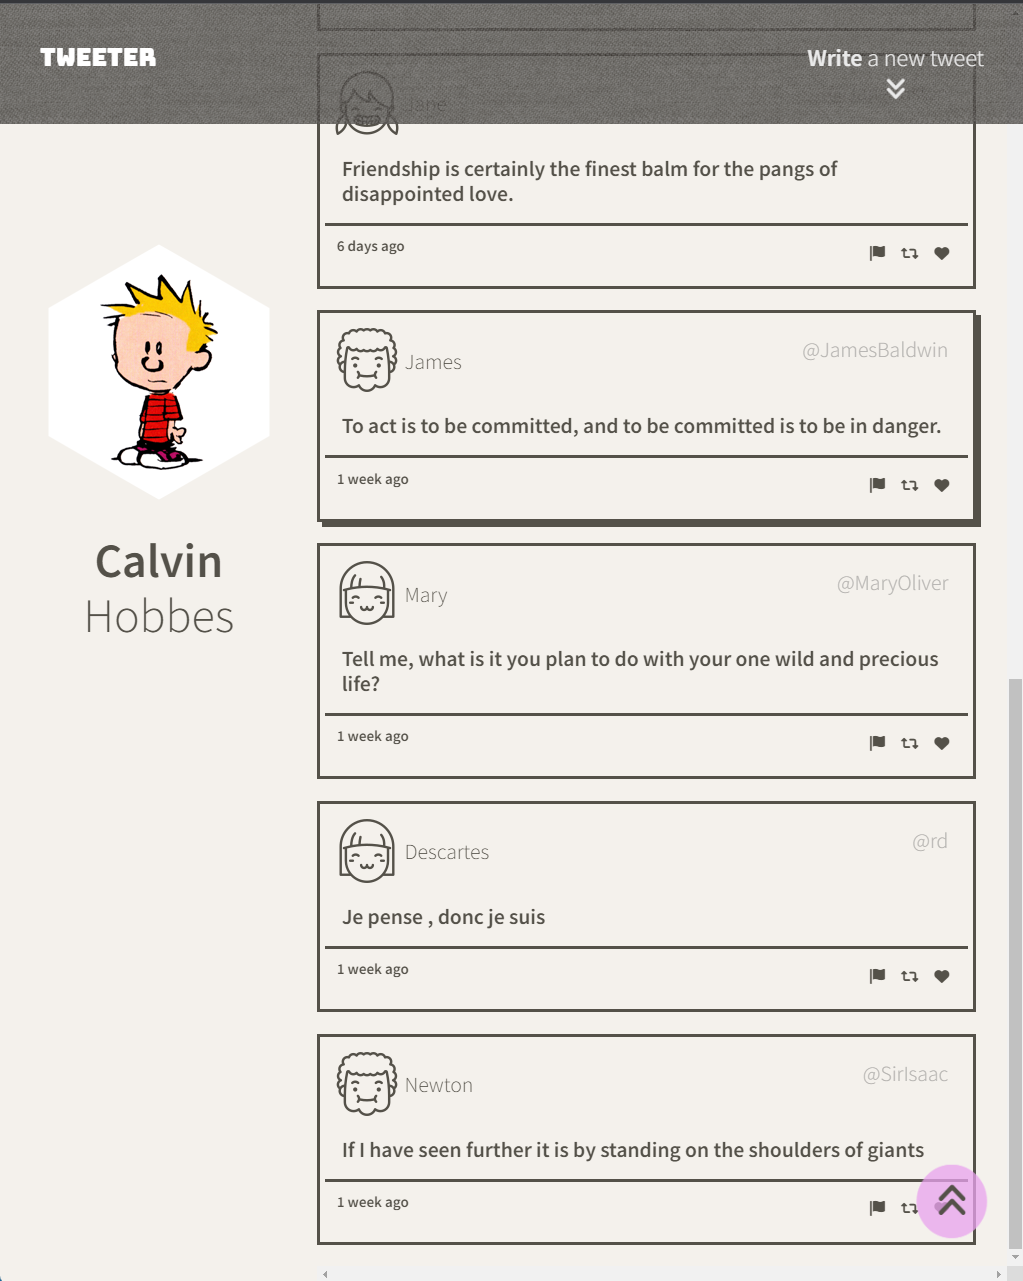 TWEETER
Write a new tweet
Jane
Friendship is certainly the finest balm for the pangs of
disappointed love.
6 days ago
James
@JamesBaldwin
To act is to be committed, and to be committed is to be in danger.
1 week ago
Calvin
Hobbes
Mary
@MaryOliver
Tell me, what is it you plan to do with your one wild and precious
life?
1 week ago
Descartes
@rd
Je pense , donc je suis
1 week ago
Newton
@SirIsaac
If I have seen further it is by standing on the shoulders of giants
1 week ago